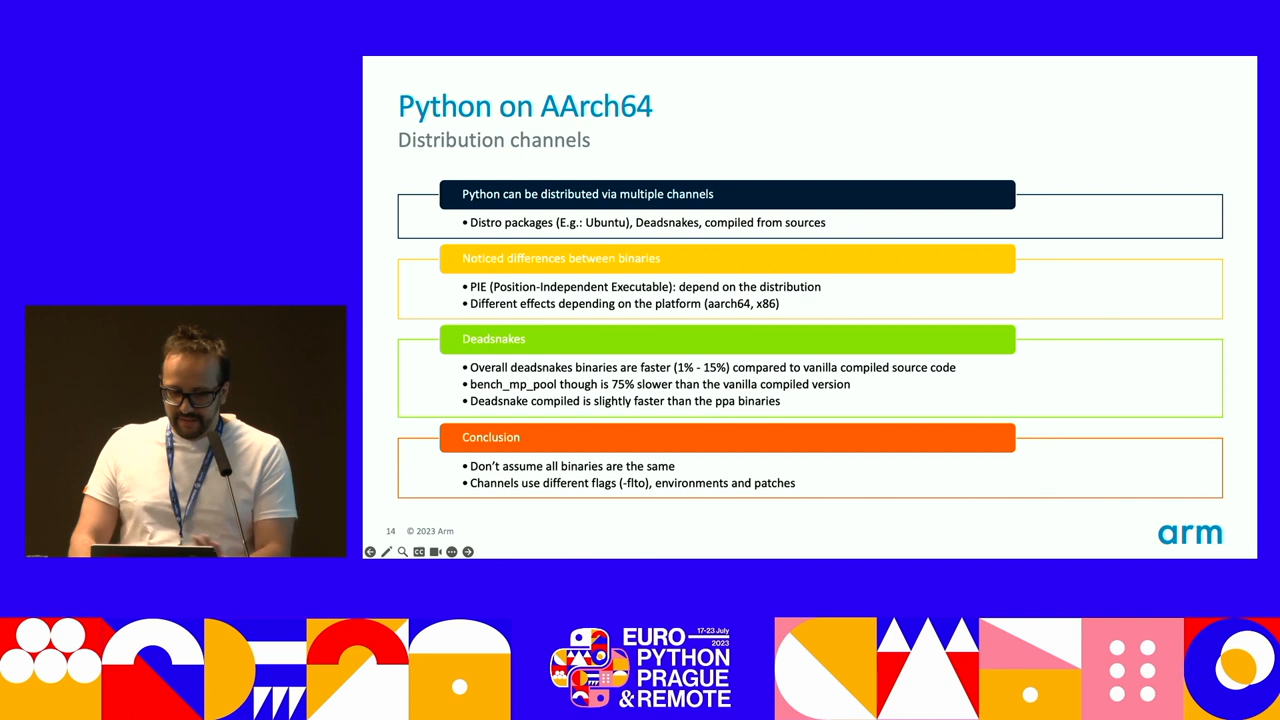 Python on AArch64
Distribution channels
Python can be distributed via multiple channels
• Distro packages (E.g.: Ubuntu), Deadsnakes, compiled from sources
Noticed differences between binaries
• PIE (Position-Independent Executable): depend on the distribution
• Different effects depending on the platform (aarch64, x86)
Deadsnakes
• Overall deadsnakes binaries are faster (1% - 15%) compared to vanilla compiled source code
• bench_mp_pool though is 75% slower than the vanilla compiled version
• Deadsnake compiled is slightly faster than the ppa binaries
Conclusion
• Don't assume all binaries are the same
• Channels use different flags (-flto), environments and patches
14 © 2023 Arm
arm
CC
EURO 17-23 July 2023
PYTHON
PRAGUE
& REMOTE